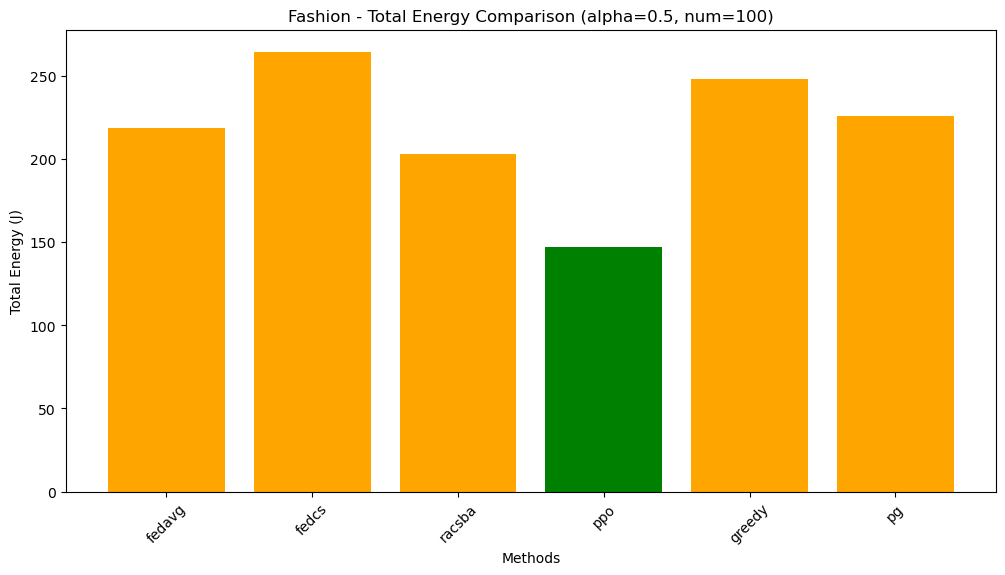 Fashion - Total Energy Comparison (alpha=0.5, num=100)
Total Energy (J)
250
200
150
100
50
0
fedavg
fedcs
racsba
ppo
greedy
pg
Methods